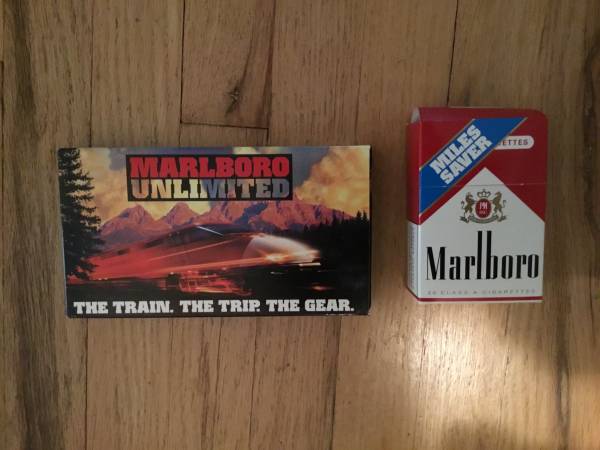 MARLBORO
UNLIMITED
THE TRAIN. THE TRIP. THE GEAR.
MILES
SAVER
ETTES
PM
Marlboro
20 CLASS A CIGARETTES